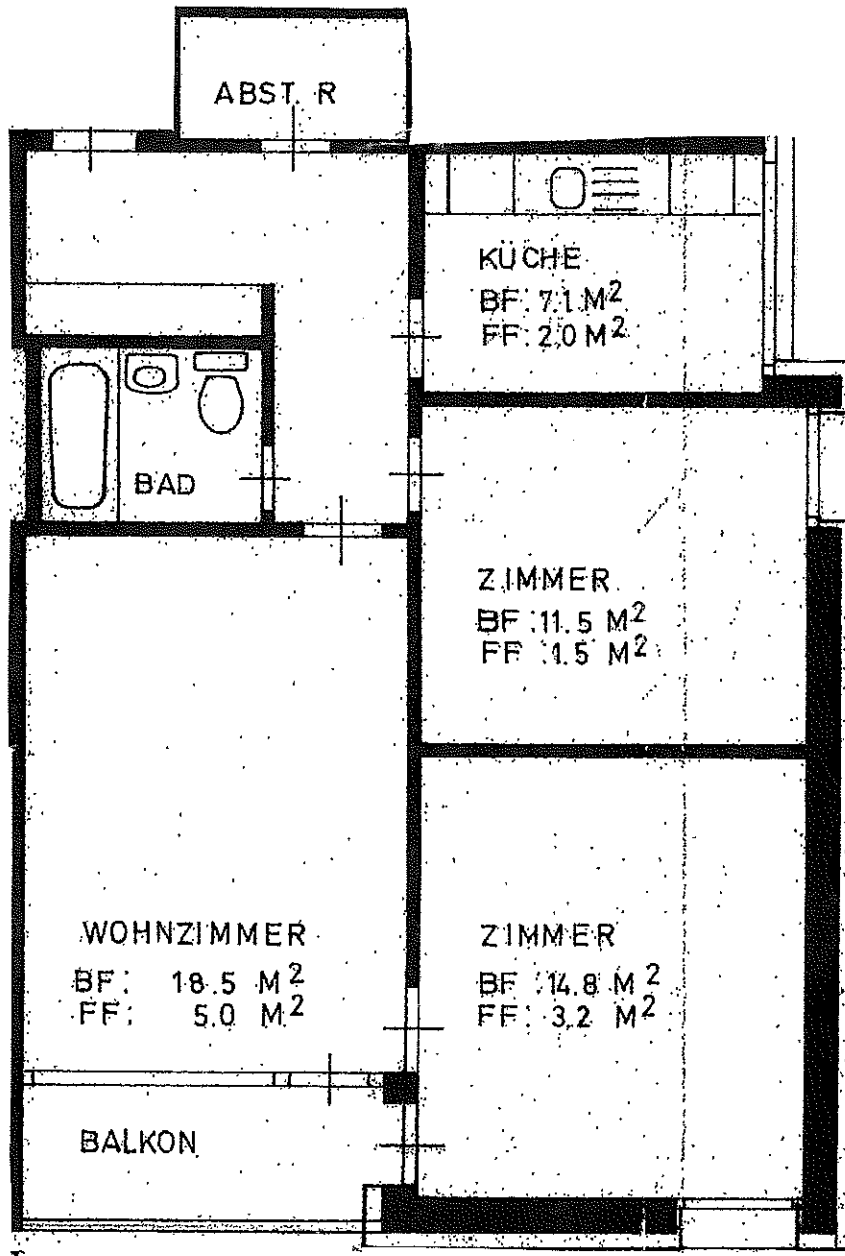 ABST. R
KÜCHE
BF: 7.1 M²
FF: 2.0 M²
BAD
ZIMMER
BF: 11.5 M²
FF: 1.5 M²
WOHNZIMMER
BF: 18.5 M²
FF: 5.0 M²
ZIMMER
BF: 14.8 M²
FF: 3.2 M²
BALKON